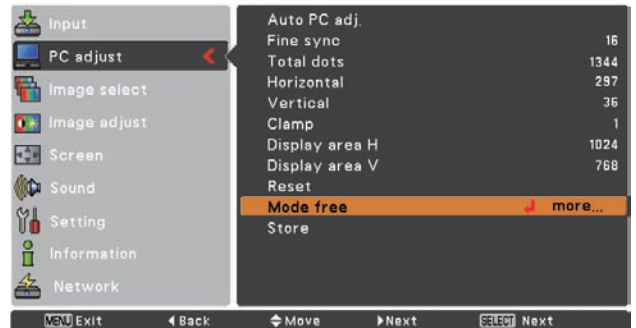 Input
PC adjust
Image select
Image adjust
Screen
Sound
Setting
Information
Network
Auto PC adj.
Fine sync 16
Total dots 1344
Horizontal 297
Vertical 36
Clamp 1
Display area H 1024
Display area V 768
Reset
Mode free more...
Store
MENU Exit Back Move Next SELECT Next